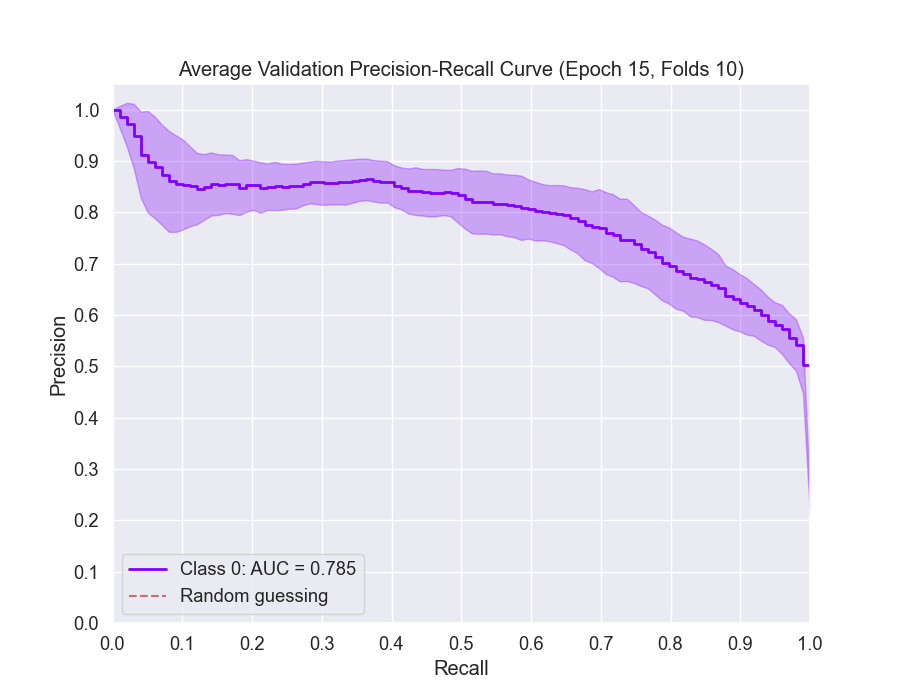 Average Validation Precision-Recall Curve (Epoch 15, Folds 10)
1.0
0.9
0.8
0.7
0.6
0.5
0.4
0.3
0.2
0.1
0.0
Precision
Class 0: AUC = 0.785
Random guessing
0.0 0.1 0.2 0.3 0.4 0.5 0.6 0.7 0.8 0.9 1.0
Recall